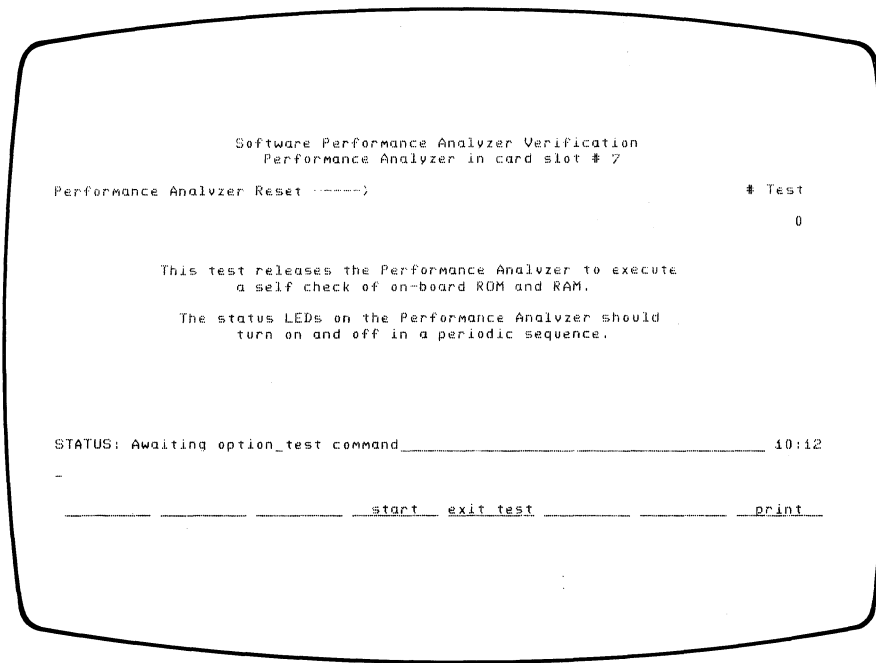 Software Performance Analyzer Verification
Performance Analyzer in card slot # 7
Performance Analyzer Reset ------> # Test
0
This test releases the Performance Analyzer to execute
a self check of on-board ROM and RAM.
The status LEDs on the Performance Analyzer should
turn on and off in a periodic sequence.
STATUS: Awaiting option_test command 10:12
_
start exit test print